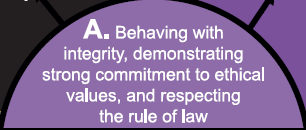 A. Behaving with
integrity, demonstrating
strong commitment to ethical
values, and respecting
the rule of law